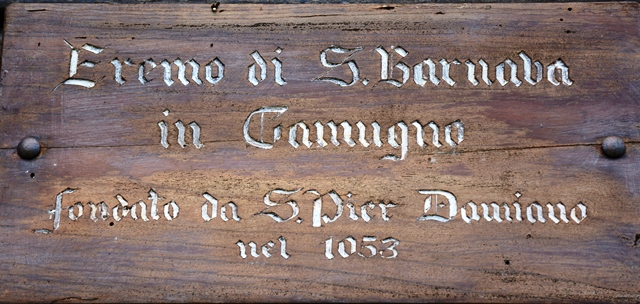 Eremo di S. Barnaba
in Gamugno
fondato da S. Pier Damiano
nel 1053